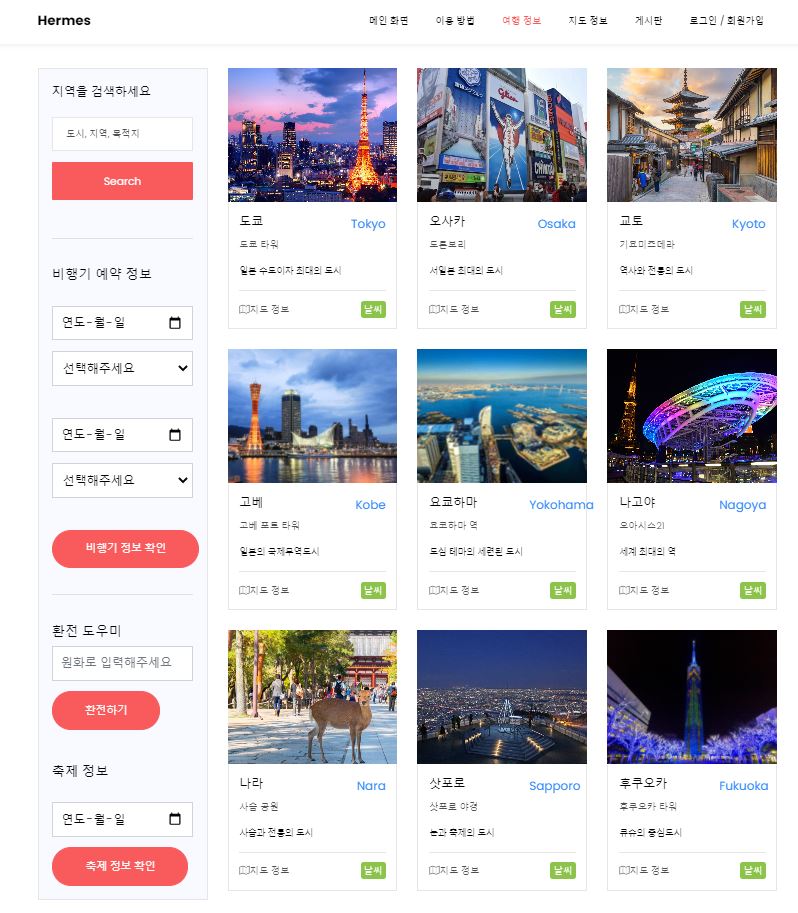 Hermes
메인 화면 이용 방법 여행 정보 지도 정보 게시판 로그인 / 회원가입
지역을 검색하세요
도시, 지역, 목적지
Search
비행기 예약 정보
연도-월-일
선택해주세요
연도-월-일
선택해주세요
비행기 정보 확인
환전 도우미
원화로 입력해주세요
환전하기
축제 정보
연도-월-일
축제 정보 확인
도쿄 Tokyo
도쿄 타워
일본 수도이자 최대의 도시
지도 정보 날씨
glico
오사카 Osaka
도톤보리
서일본 최대의 도시
지도 정보 날씨
교토 Kyoto
기요미즈데라
역사와 전통의 도시
지도 정보 날씨
고베 Kobe
고베 포트 타워
일본의 국제무역도시
지도 정보 날씨
요코하마 Yokohama
요코하마 역
도심 테마의 세련된 도시
지도 정보 날씨
나고야 Nagoya
오아시스21
세계 최대의 역
지도 정보 날씨
나라 Nara
사슴 공원
사슴과 전통의 도시
지도 정보 날씨
삿포로 Sapporo
삿포로 야경
눈과 축제의 도시
지도 정보 날씨
후쿠오카 Fukuoka
후쿠오카 타워
큐슈의 중심도시
지도 정보 날씨